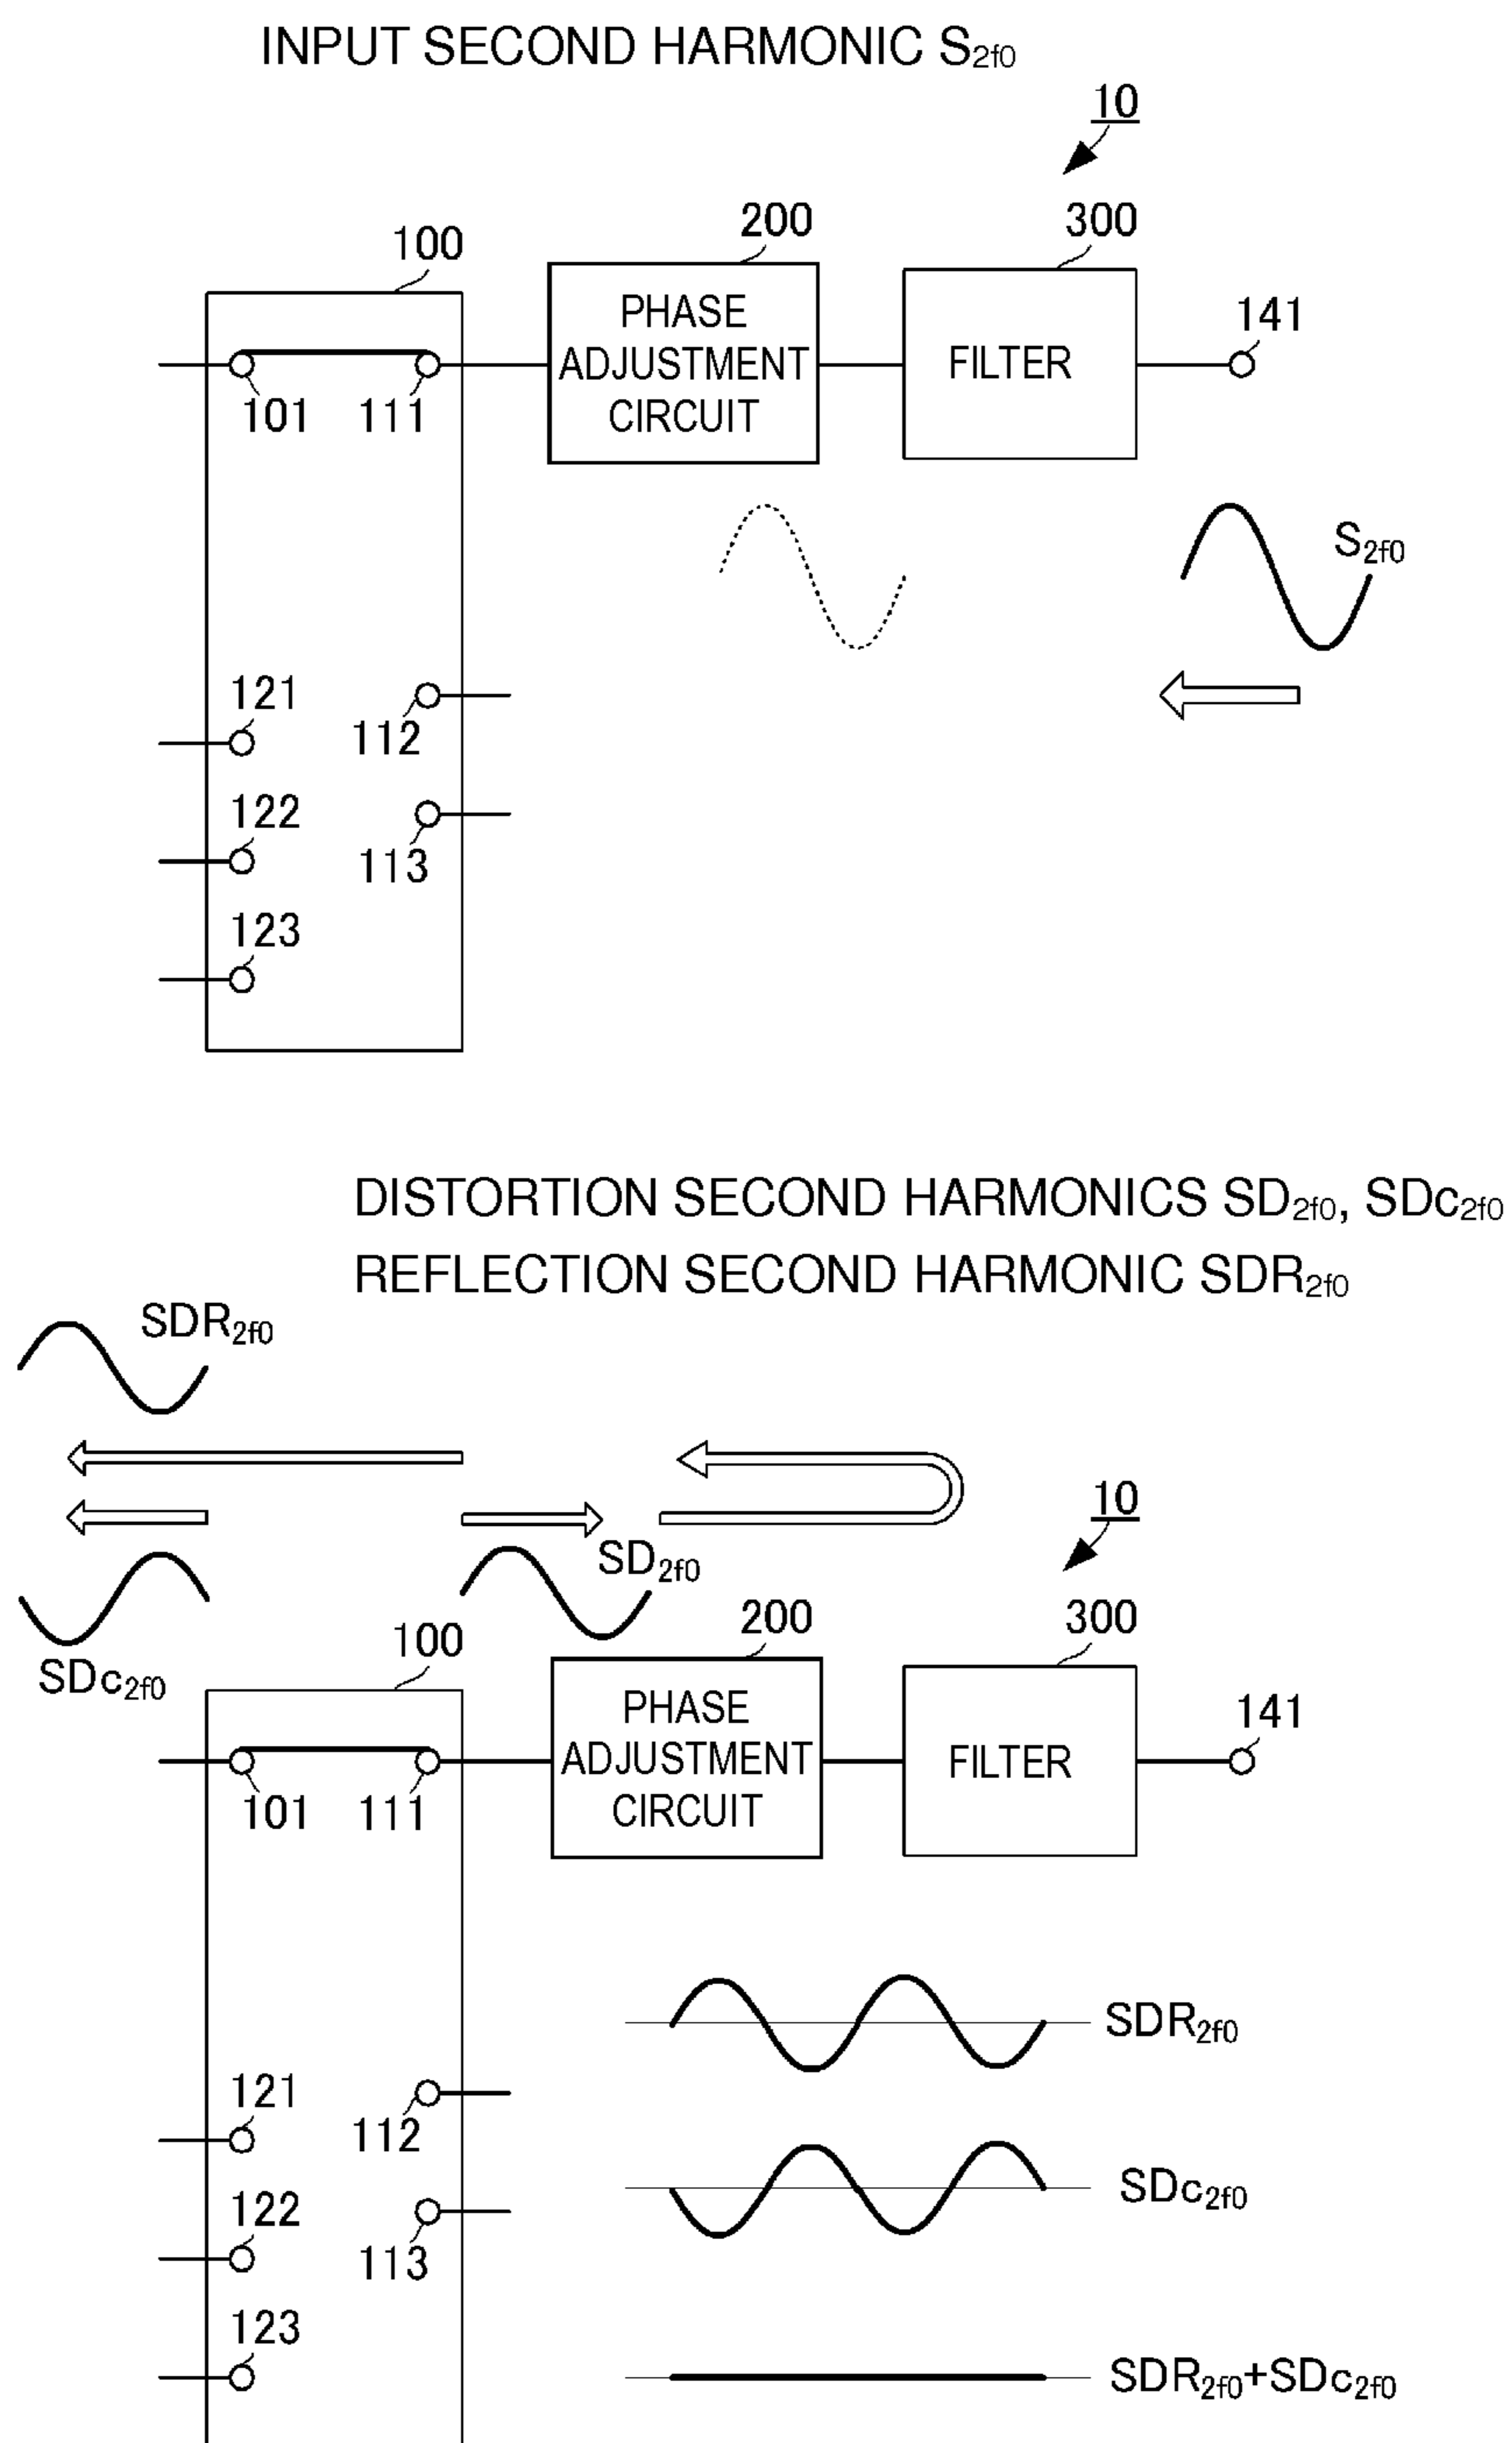 INPUT SECOND HARMONIC S2f0
10
200
300
100
PHASE
ADJUSTMENT
CIRCUIT
FILTER
141
101
111
S2f0
121
112
122
113
123
DISTORTION SECOND HARMONICS SD2f0, SDc2f0
REFLECTION SECOND HARMONIC SDR2f0
SDR2f0
10
SD2f0
200
300
100
SDc2f0
PHASE
ADJUSTMENT
CIRCUIT
FILTER
141
101
111
SDR2f0
121
112
SDc2f0
122
113
123
SDR2f0+SDc2f0